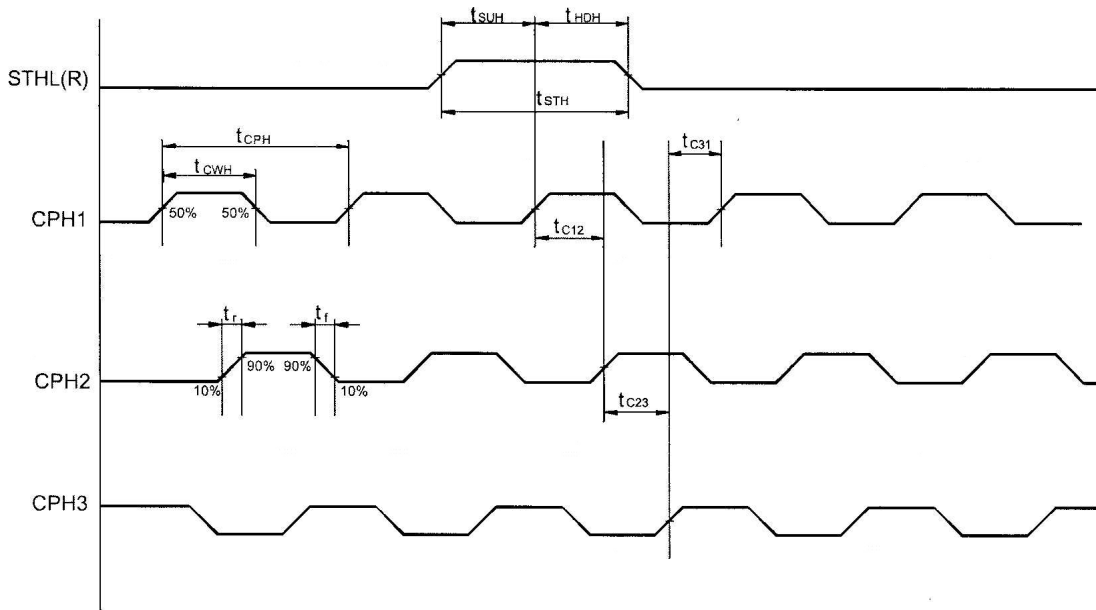 tSUH tHDH
STHL(R)
tSTH
tCPH
tC31
tCWH
CPH1
50% 50%
tC12
tr tf
90% 90%
CPH2
10% 10%
tC23
CPH3